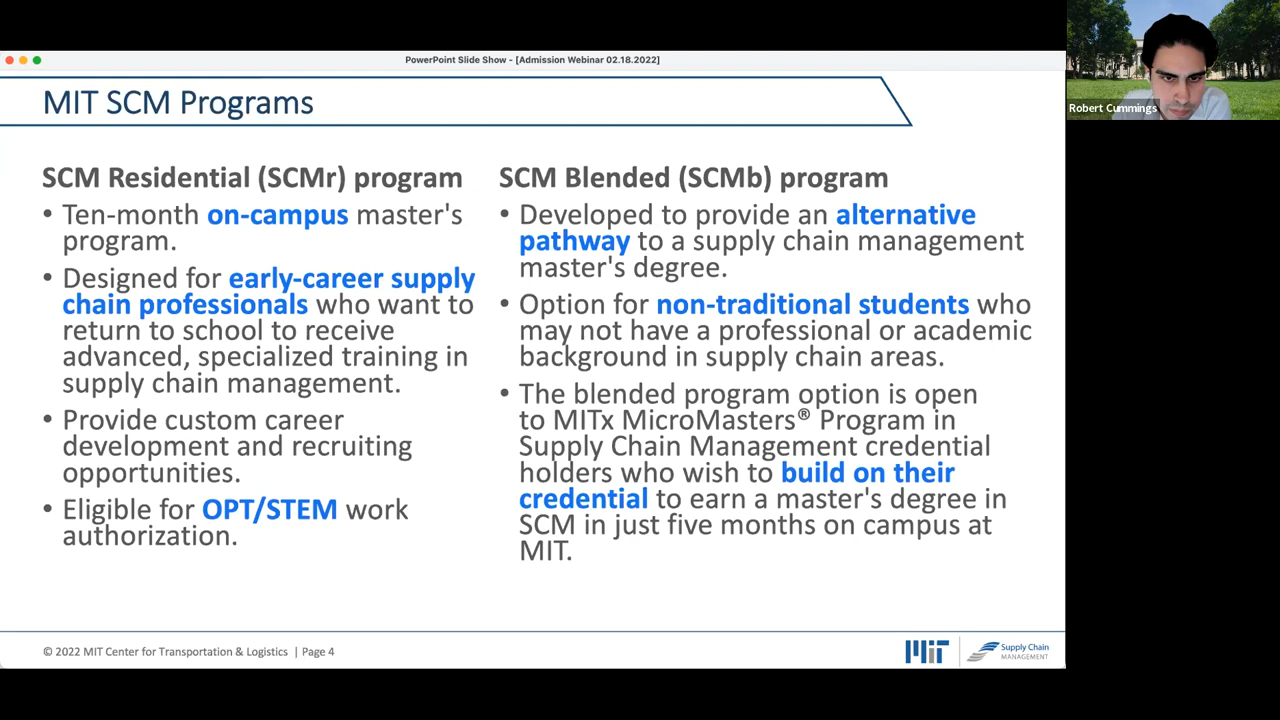 PowerPoint Slide Show - [Admission Webinar 02.18.2022]
Robert Cummings
MIT SCM Programs
SCM Residential (SCMr) program
• Ten-month on-campus master's
program.
• Designed for early-career supply
chain professionals who want to
return to school to receive
advanced, specialized training in
supply chain management.
• Provide custom career
development and recruiting
opportunities.
• Eligible for OPT/STEM work
authorization.
SCM Blended (SCMb) program
• Developed to provide an alternative
pathway to a supply chain management
master's degree.
• Option for non-traditional students who
may not have a professional or academic
background in supply chain areas.
• The blended program option is open
to MITx MicroMasters® Program in
Supply Chain Management credential
holders who wish to build on their
credential to earn a master's degree in
SCM in just five months on campus at
MIT.
© 2022 MIT Center for Transportation & Logistics | Page 4
MIT
Supply Chain
MANAGEMENT